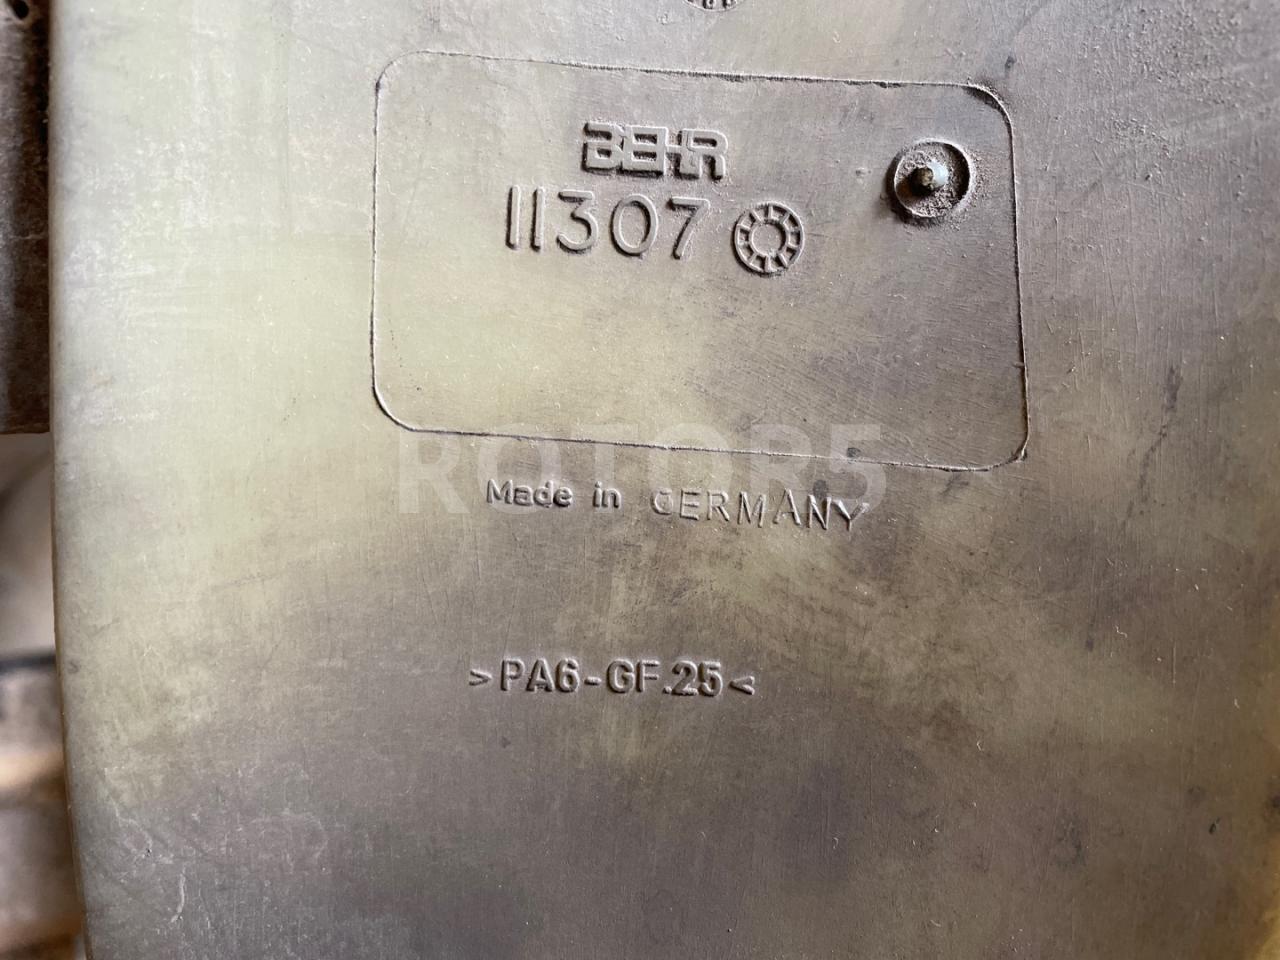 BEHR
11307
ROTOR5
Made in GERMANY
>PA6-GF.25<